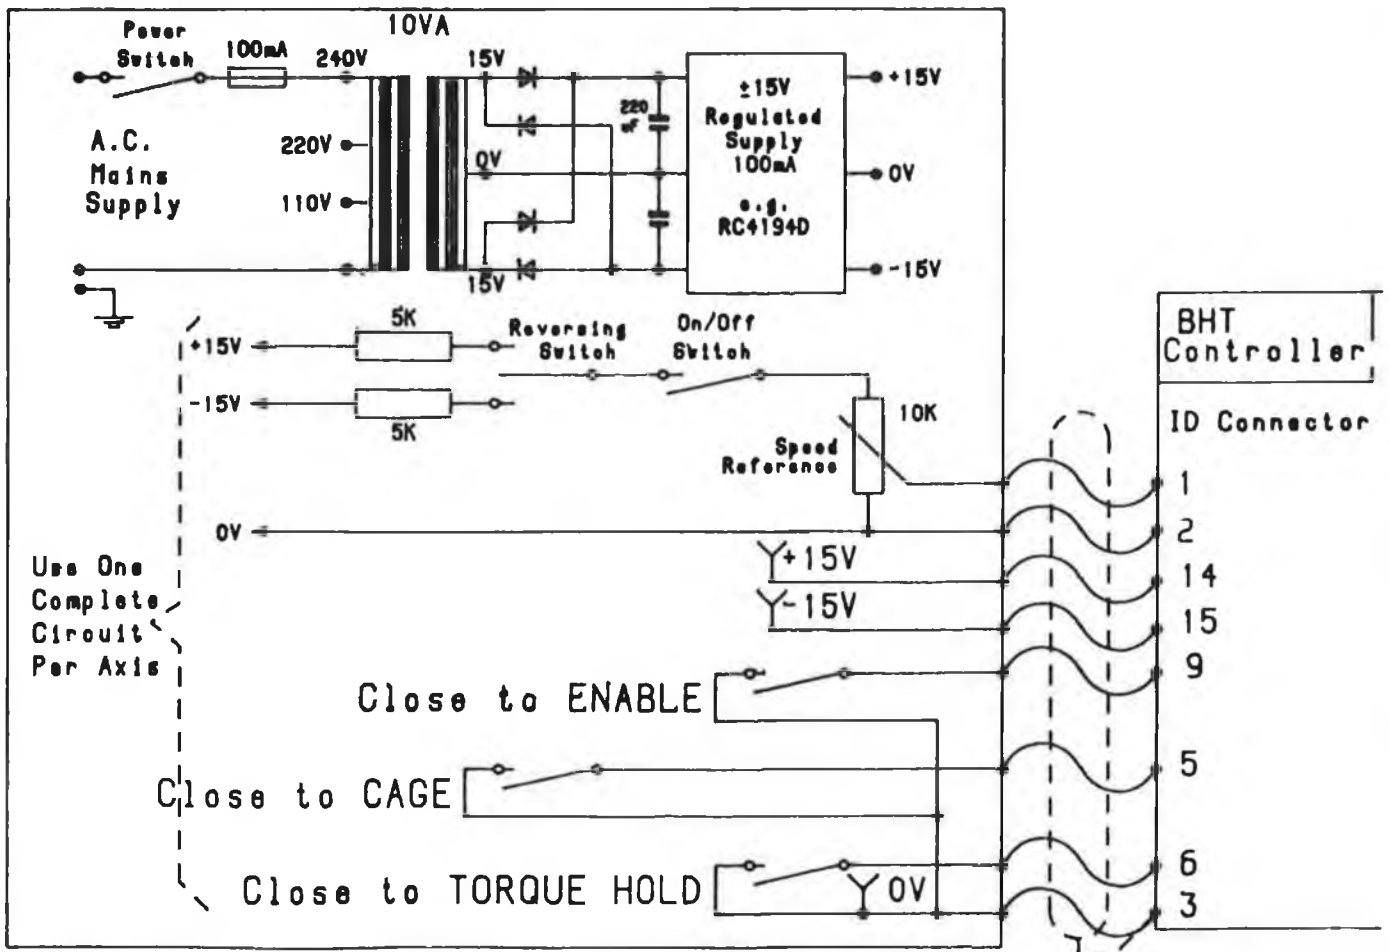 10VA
Power
Switch
100mA
240V
15V
+15V
±15V
Regulated
Supply
100mA
e.g.
RC4194D
220
uF
A.C.
Mains
Supply
220V
0V
0V
110V
15V
-15V
+15V
5K
Reversing
Switch
On/Off
Switch
BHT
Controller
-15V
5K
10K
ID Connector
Speed
Reference
1
0V
2
+15V
14
-15V
15
Use One
Complete
Circuit
Per Axis
9
Close to ENABLE
5
Close to CAGE
6
Close to TORQUE HOLD
0V
3